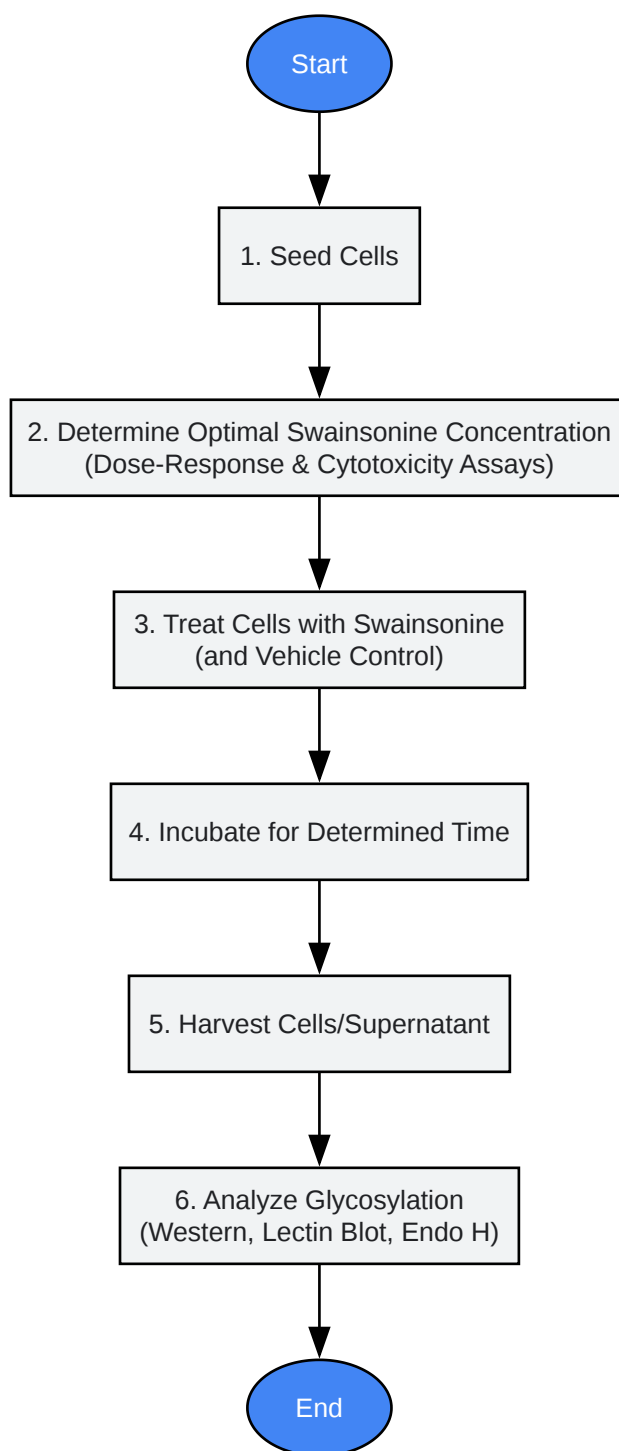 Start
1. Seed Cells
2. Determine Optimal Swainsonine Concentration
(Dose-Response & Cytotoxicity Assays)
3. Treat Cells with Swainsonine
(and Vehicle Control)
4. Incubate for Determined Time
5. Harvest Cells/Supernatant
6. Analyze Glycosylation
(Western, Lectin Blot, Endo H)
End